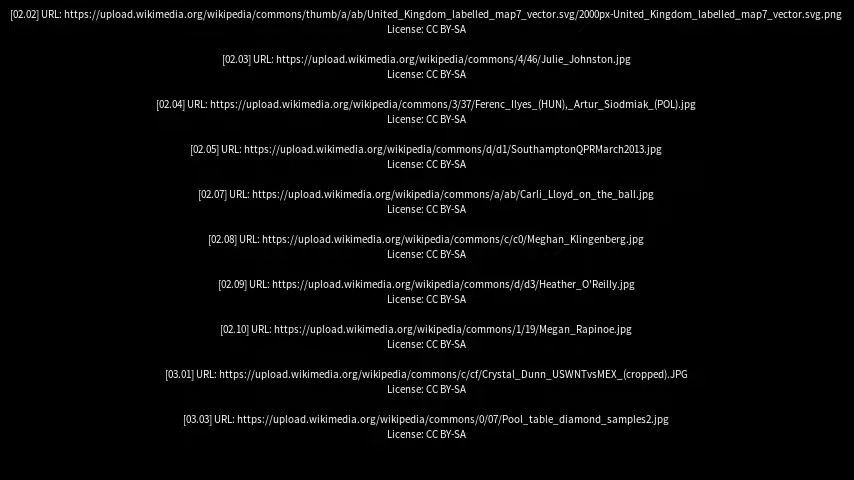 [02.02] URL: https://upload.wikimedia.org/wikipedia/commons/thumb/a/ab/United_Kingdom_labelled_map7_vector.svg/2000px-United_Kingdom_labelled_map7_vector.svg.png
License: CC BY-SA
[02.03] URL: https://upload.wikimedia.org/wikipedia/commons/4/46/Julie_Johnston.jpg
License: CC BY-SA
[02.04] URL: https://upload.wikimedia.org/wikipedia/commons/3/37/Ferenc_Ilyes_(HUN),_Artur_Siodmiak_(POL).jpg
License: CC BY-SA
[02.05] URL: https://upload.wikimedia.org/wikipedia/commons/d/d1/SouthamptonQPRMarch2013.jpg
License: CC BY-SA
[02.07] URL: https://upload.wikimedia.org/wikipedia/commons/a/ab/Carli_Lloyd_on_the_ball.jpg
License: CC BY-SA
[02.08] URL: https://upload.wikimedia.org/wikipedia/commons/c/c0/Meghan_Klingenberg.jpg
License: CC BY-SA
[02.09] URL: https://upload.wikimedia.org/wikipedia/commons/d/d3/Heather_O'Reilly.jpg
License: CC BY-SA
[02.10] URL: https://upload.wikimedia.org/wikipedia/commons/1/19/Megan_Rapinoe.jpg
License: CC BY-SA
[03.01] URL: https://upload.wikimedia.org/wikipedia/commons/c/cf/Crystal_Dunn_USWNTvsMEX_(cropped).JPG
License: CC BY-SA
[03.03] URL: https://upload.wikimedia.org/wikipedia/commons/0/07/Pool_table_diamond_samples2.jpg
License: CC BY-SA